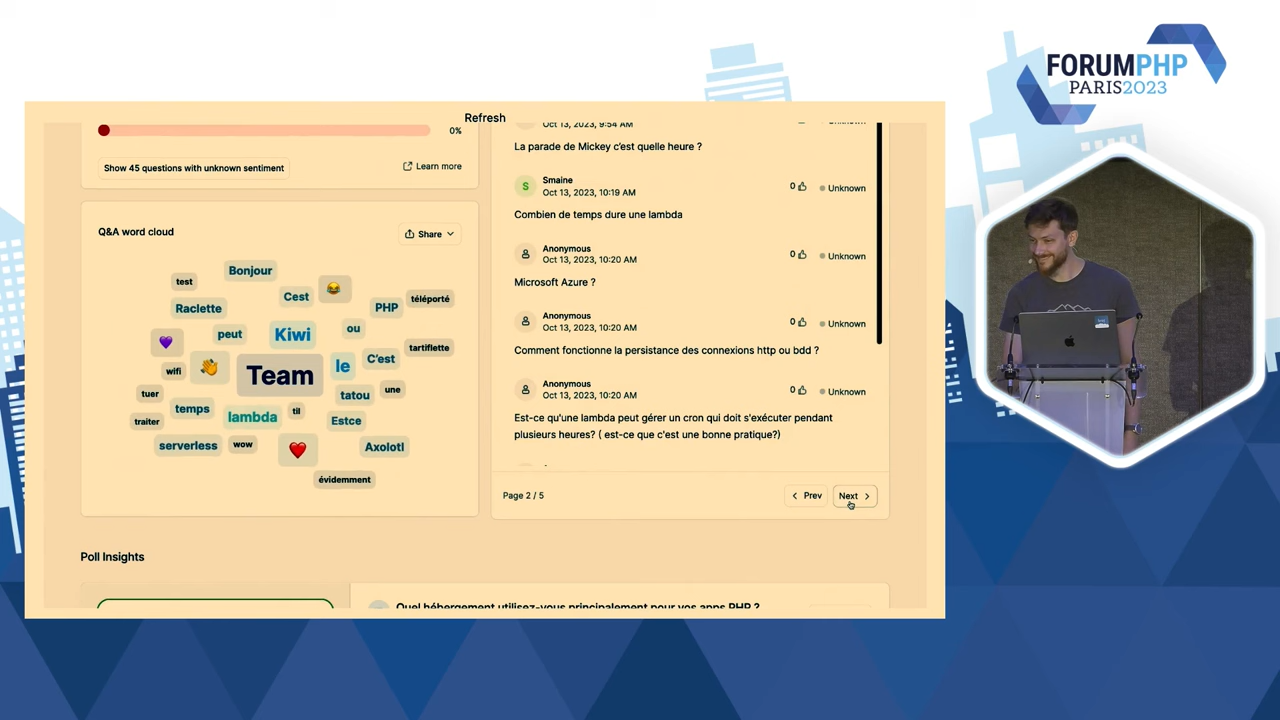 FORUMPHP
PARIS2023
Refresh
0%
Show 45 questions with unknown sentiment
Learn more
Q&A word cloud
Share
test
Bonjour
😂
Raclette
Cest
PHP
téléporté
💜
peut
Kiwi
ou
wifi
👏
Team
le
C'est
tartiflette
tuer
temps
lambda
til
tatou
une
traiter
Estce
serverless
wow
❤️
Axolotl
évidemment
Oct 13, 2023, 9:54 AM
Unknown
La parade de Mickey c'est quelle heure ?
S
Smaine
Oct 13, 2023, 10:19 AM
0
Unknown
Combien de temps dure une lambda
Anonymous
Oct 13, 2023, 10:20 AM
0
Unknown
Microsoft Azure ?
Anonymous
Oct 13, 2023, 10:20 AM
0
Unknown
Comment fonctionne la persistance des connexions http ou bdd ?
Anonymous
Oct 13, 2023, 10:20 AM
0
Unknown
Est-ce qu'une lambda peut gérer un cron qui doit s'exécuter pendant
plusieurs heures? ( est-ce que c'est une bonne pratique?)
Page 2 / 5
Prev
Next
Poll Insights
Quel hébergement utilisez-vous principalement pour vos apps PHP ?